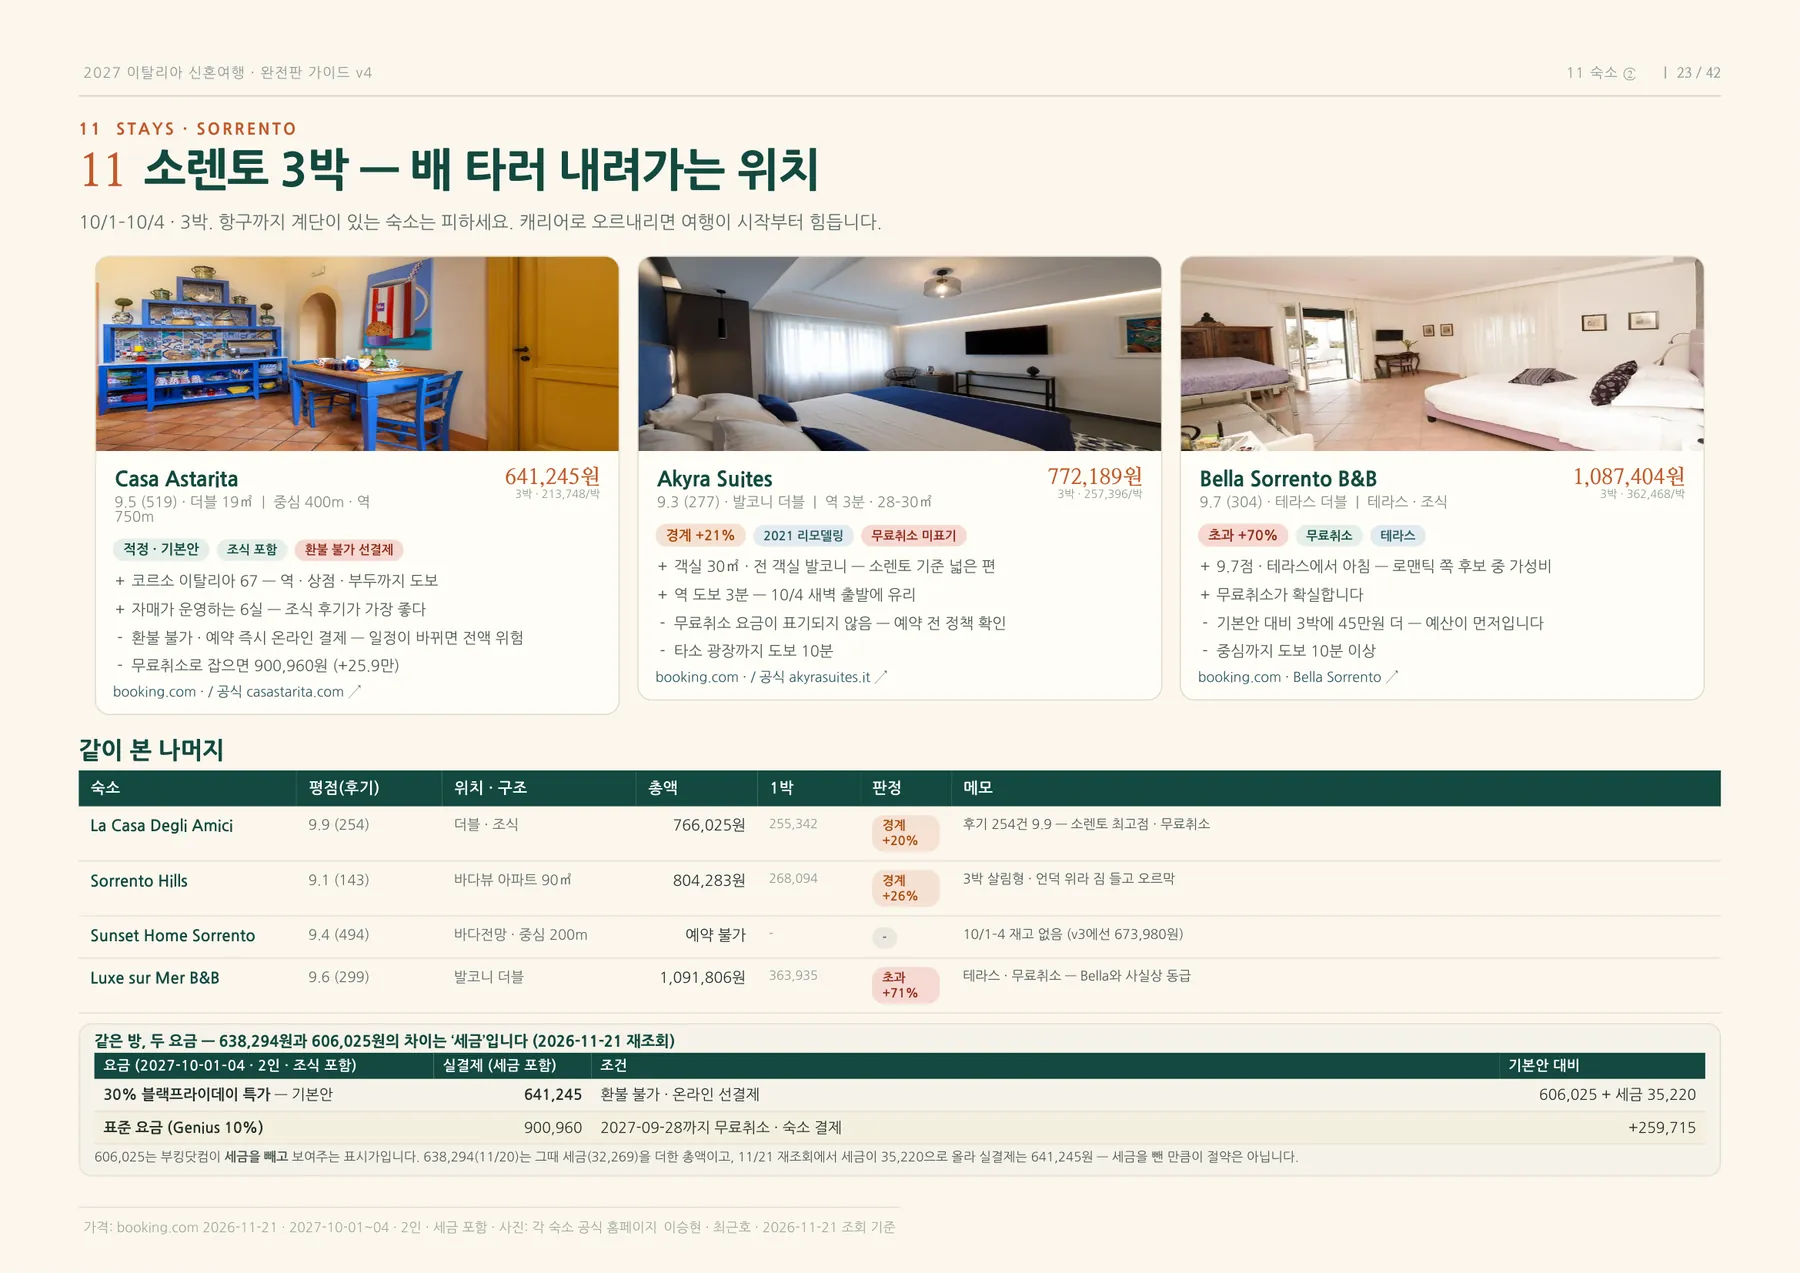 2027 이탈리아 신혼여행 · 완전판 가이드 v4
11 숙소 ② | 23 / 42
11 STAYS · SORRENTO
11 소렌토 3박 — 배 타러 내려가는 위치
10/1-10/4 · 3박. 항구까지 계단이 있는 숙소는 피하세요. 캐리어로 오르내리면 여행이 시작부터 힘듭니다.
Casa Astarita
641,245원
3박 · 213,748/박
9.5 (519) · 더블 19㎡ | 중심 400m · 역
750m
적정 · 기본안
조식 포함
환불 불가 선결제
+ 코르소 이탈리아 67 — 역 · 상점 · 부두까지 도보
+ 자매가 운영하는 6실 — 조식 후기가 가장 좋다
- 환불 불가 · 예약 즉시 온라인 결제 — 일정이 바뀌면 전액 위험
- 무료취소로 잡으면 900,960원 (+25.9만)
booking.com · / 공식 casastarita.com ↗
Akyra Suites
772,189원
3박 · 257,396/박
9.3 (277) · 발코니 더블 | 역 3분 · 28-30㎡
경계 +21%
2021 리모델링
무료취소 미표기
+ 객실 30㎡ · 전 객실 발코니 — 소렌토 기준 넓은 편
+ 역 도보 3분 — 10/4 새벽 출발에 유리
- 무료취소 요금이 표기되지 않음 — 예약 전 정책 확인
- 타소 광장까지 도보 10분
booking.com · / 공식 akyrasuites.it ↗
Bella Sorrento B&B
1,087,404원
3박 · 362,468/박
9.7 (304) · 테라스 더블 | 테라스 · 조식
초과 +70%
무료취소
테라스
+ 9.7점 · 테라스에서 아침 — 로맨틱 쪽 후보 중 가성비
+ 무료취소가 확실합니다
- 기본안 대비 3박에 45만원 더 — 예산이 먼저입니다
- 중심까지 도보 10분 이상
booking.com · Bella Sorrento ↗
같이 본 나머지
숙소 평점(후기) 위치 · 구조 총액 1박 판정 메모
La Casa Degli Amici 9.9 (254) 더블 · 조식 766,025원 255,342 경계 +20% 후기 254건 9.9 — 소렌토 최고점 · 무료취소
Sorrento Hills 9.1 (143) 바다뷰 아파트 90㎡ 804,283원 268,094 경계 +26% 3박 살림형 · 언덕 위라 짐 들고 오르막
Sunset Home Sorrento 9.4 (494) 바다전망 · 중심 200m 예약 불가 - - 10/1-4 재고 없음 (v3에선 673,980원)
Luxe sur Mer B&B 9.6 (299) 발코니 더블 1,091,806원 363,935 초과 +71% 테라스 · 무료취소 — Bella와 사실상 동급
같은 방, 두 요금 — 638,294원과 606,025원의 차이는 ‘세금’입니다 (2026-11-21 재조회)
요금 (2027-10-01-04 · 2인 · 조식 포함) 실결제 (세금 포함) 조건 기본안 대비
30% 블랙프라이데이 특가 — 기본안 641,245 환불 불가 · 온라인 선결제 606,025 + 세금 35,220
표준 요금 (Genius 10%) 900,960 2027-09-28까지 무료취소 · 숙소 결제 +259,715
606,025는 부킹닷컴이 세금을 빼고 보여주는 표시가입니다. 638,294(11/20)는 그때 세금(32,269)을 더한 총액이고, 11/21 재조회에서 세금이 35,220으로 올라 실결제는 641,245원 — 세금을 뺀 만큼이 절약은 아닙니다.
가격: booking.com 2026-11-21 · 2027-10-01~04 · 2인 · 세금 포함 · 사진: 각 숙소 공식 홈페이지 이승현 · 최근호 · 2026-11-21 조회 기준